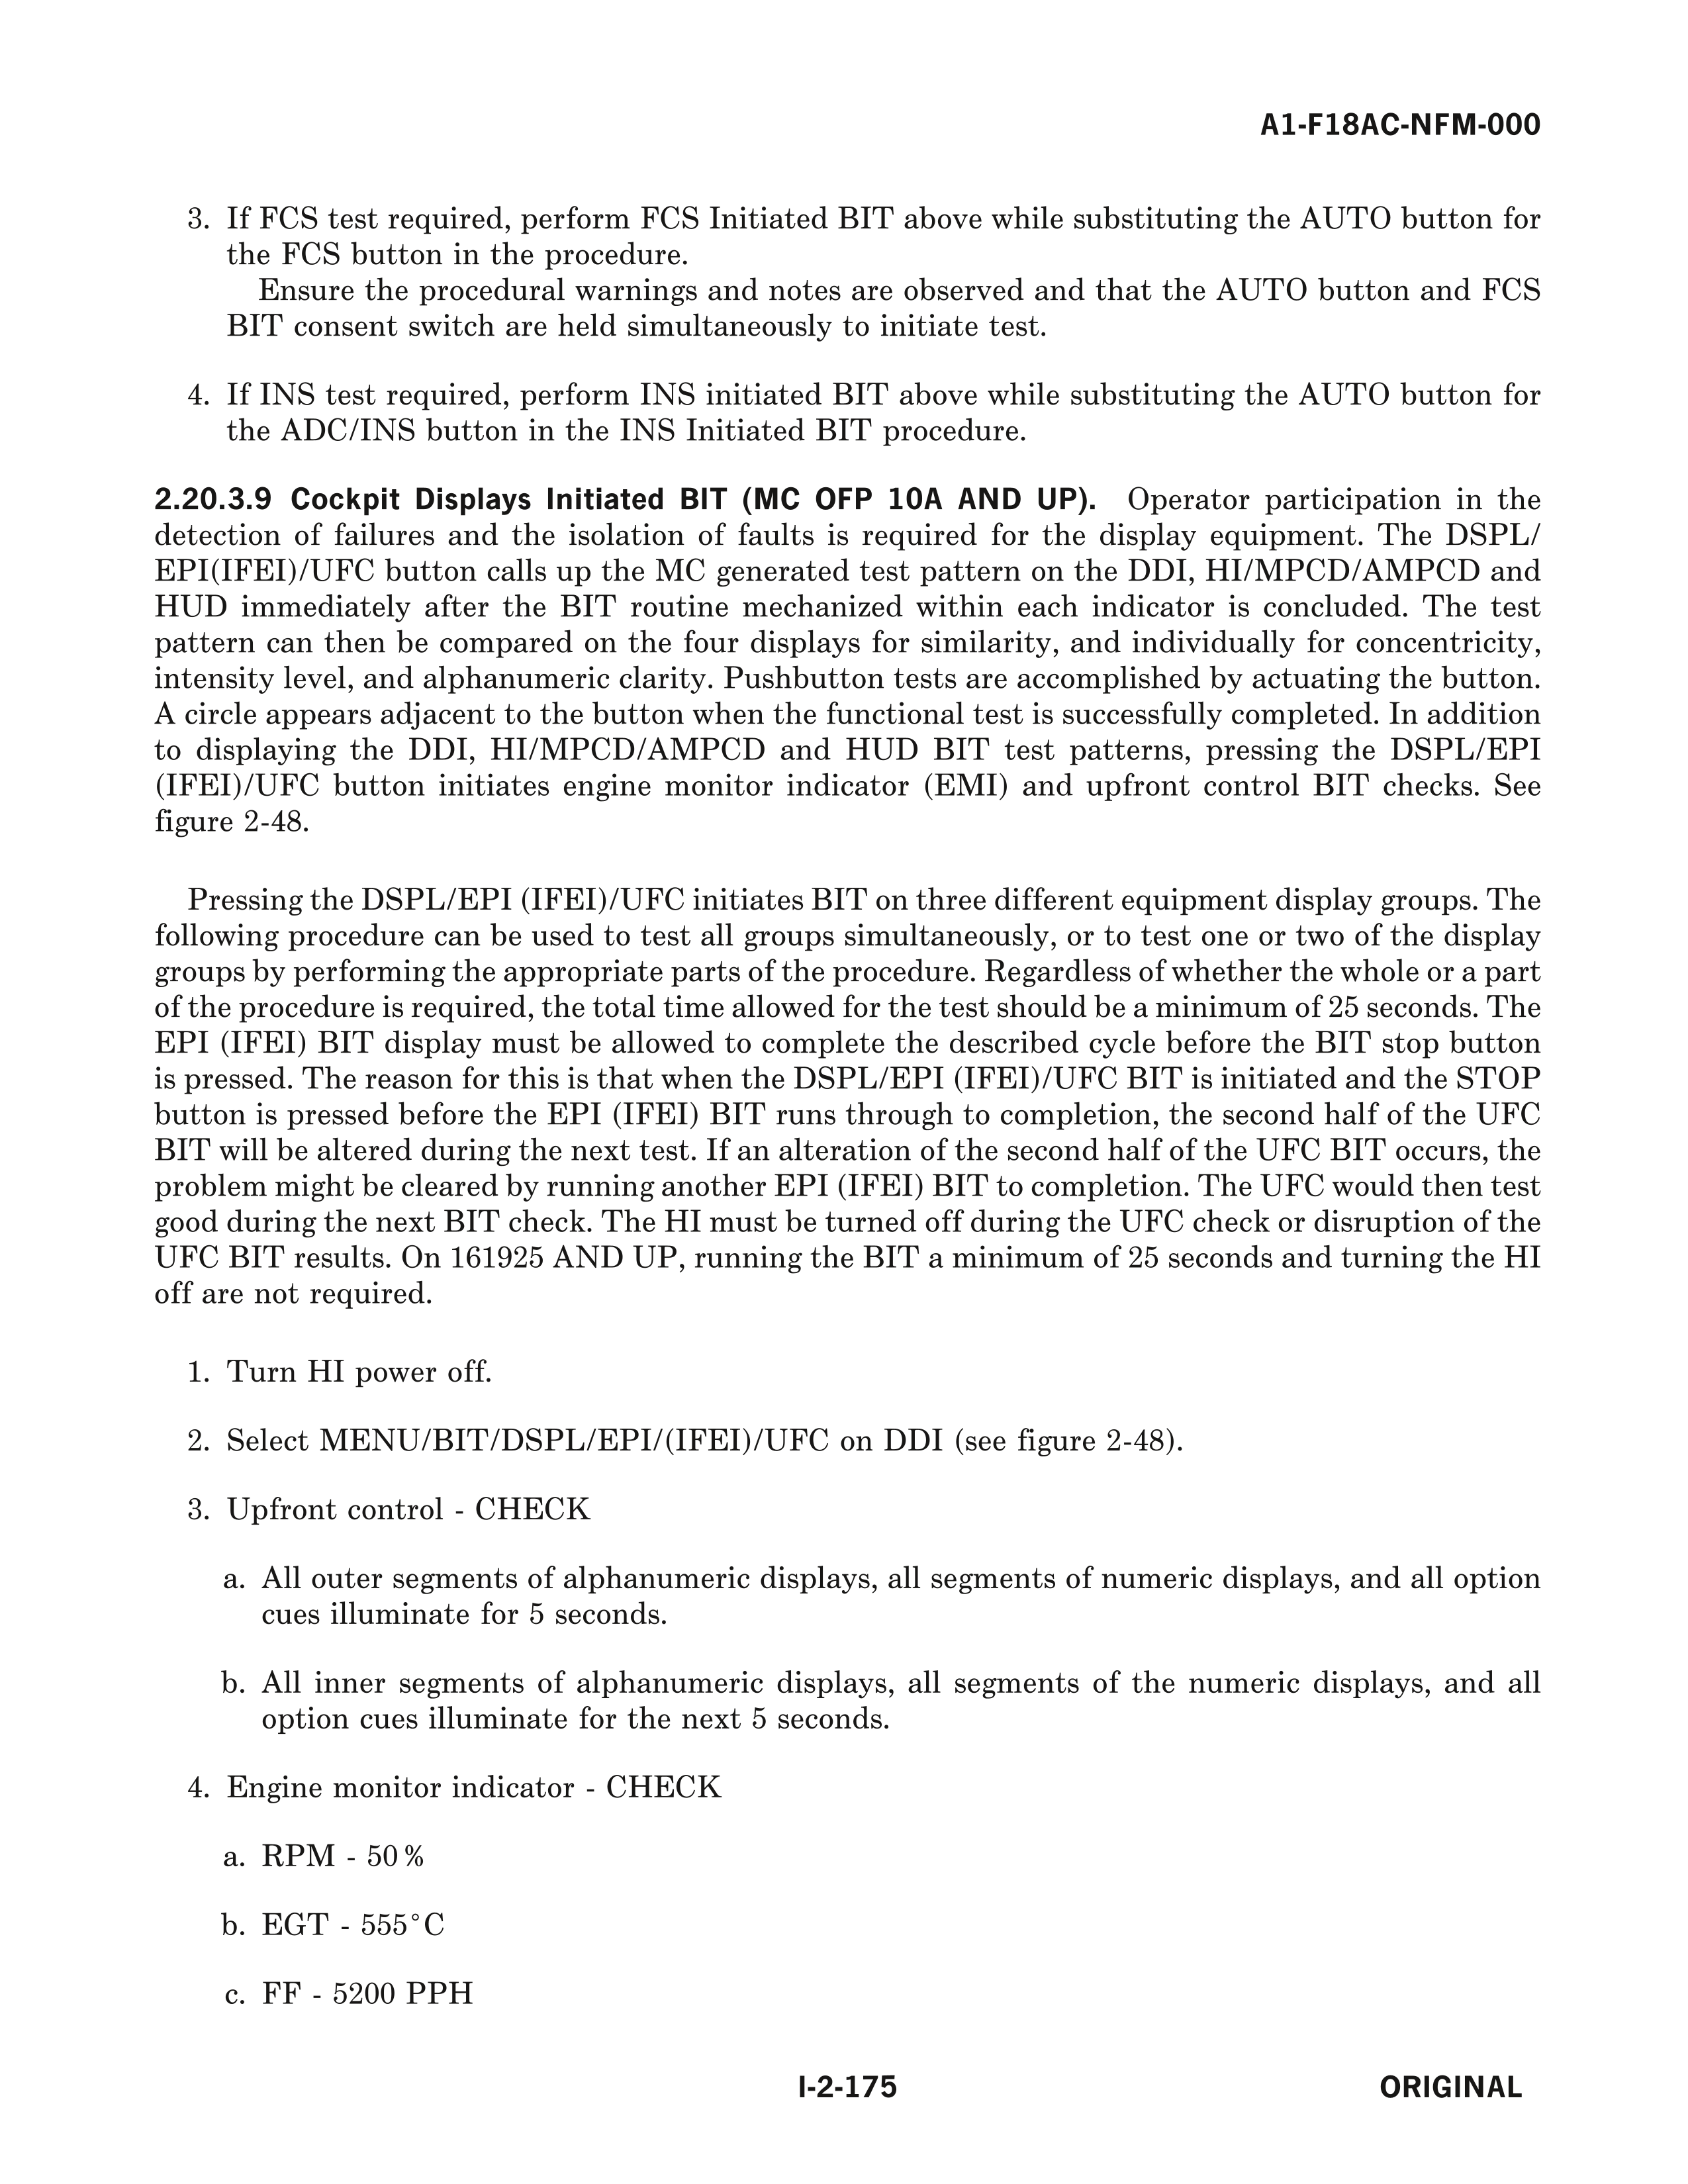 A1-F18AC-NFM-000
3. If FCS test required, perform FCS Initiated BIT above while substituting the AUTO button for
the FCS button in the procedure.
Ensure the procedural warnings and notes are observed and that the AUTO button and FCS
BIT consent switch are held simultaneously to initiate test.
4. If INS test required, perform INS initiated BIT above while substituting the AUTO button for
the ADC/INS button in the INS Initiated BIT procedure.
2.20.3.9 Cockpit Displays Initiated BIT (MC OFP 10A AND UP). Operator participation in the
detection of failures and the isolation of faults is required for the display equipment. The DSPL/
EPI(IFEI)/UFC button calls up the MC generated test pattern on the DDI, HI/MPCD/AMPCD and
HUD immediately after the BIT routine mechanized within each indicator is concluded. The test
pattern can then be compared on the four displays for similarity, and individually for concentricity,
intensity level, and alphanumeric clarity. Pushbutton tests are accomplished by actuating the button.
A circle appears adjacent to the button when the functional test is successfully completed. In addition
to displaying the DDI, HI/MPCD/AMPCD and HUD BIT test patterns, pressing the DSPL/EPI
(IFEI)/UFC button initiates engine monitor indicator (EMI) and upfront control BIT checks. See
figure 2-48.
Pressing the DSPL/EPI (IFEI)/UFC initiates BIT on three different equipment display groups. The
following procedure can be used to test all groups simultaneously, or to test one or two of the display
groups by performing the appropriate parts of the procedure. Regardless of whether the whole or a part
of the procedure is required, the total time allowed for the test should be a minimum of 25 seconds. The
EPI (IFEI) BIT display must be allowed to complete the described cycle before the BIT stop button
is pressed. The reason for this is that when the DSPL/EPI (IFEI)/UFC BIT is initiated and the STOP
button is pressed before the EPI (IFEI) BIT runs through to completion, the second half of the UFC
BIT will be altered during the next test. If an alteration of the second half of the UFC BIT occurs, the
problem might be cleared by running another EPI (IFEI) BIT to completion. The UFC would then test
good during the next BIT check. The HI must be turned off during the UFC check or disruption of the
UFC BIT results. On 161925 AND UP, running the BIT a minimum of 25 seconds and turning the HI
off are not required.
1. Turn HI power off.
2. Select MENU/BIT/DSPL/EPI/(IFEI)/UFC on DDI (see figure 2-48).
3. Upfront control - CHECK
a. All outer segments of alphanumeric displays, all segments of numeric displays, and all option
cues illuminate for 5 seconds.
b. All inner segments of alphanumeric displays, all segments of the numeric displays, and all
option cues illuminate for the next 5 seconds.
4. Engine monitor indicator - CHECK
a. RPM - 50%
b. EGT - 555°C
c. FF - 5200 PPH
I-2-175
ORIGINAL